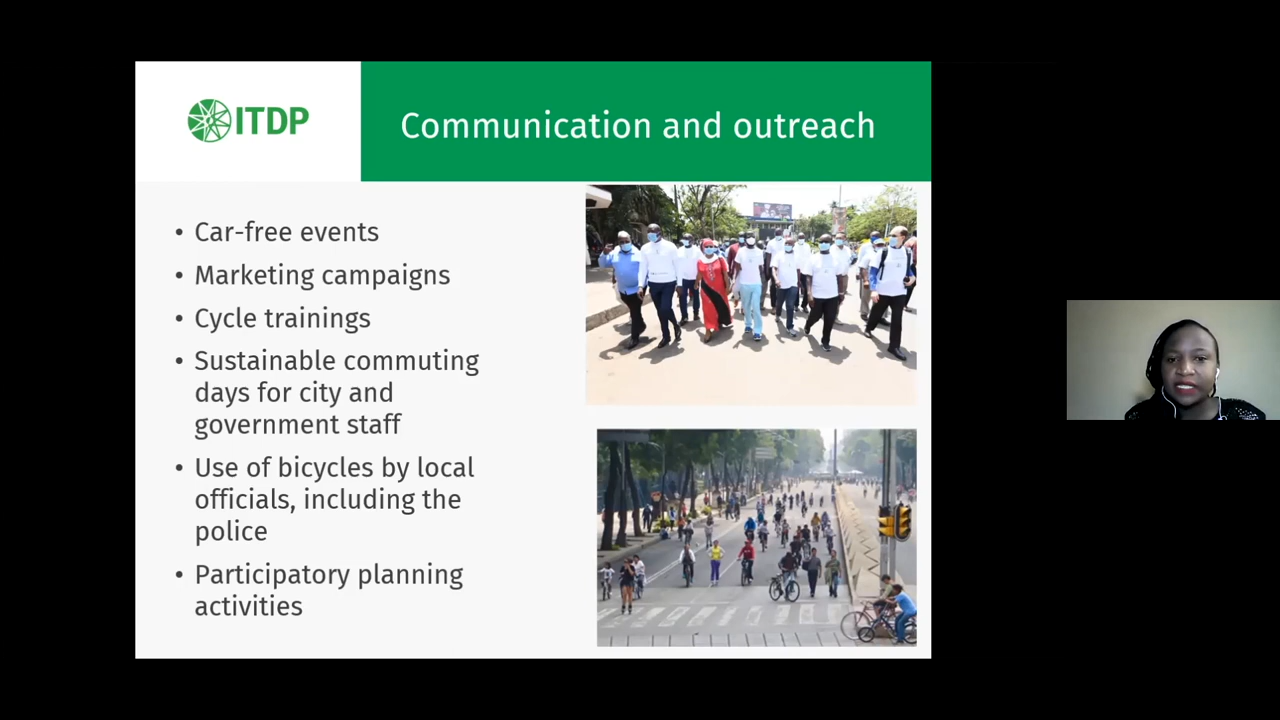 ITDP
Communication and outreach
• Car-free events
• Marketing campaigns
• Cycle trainings
• Sustainable commuting
days for city and
government staff
• Use of bicycles by local
officials, including the
police
• Participatory planning
activities